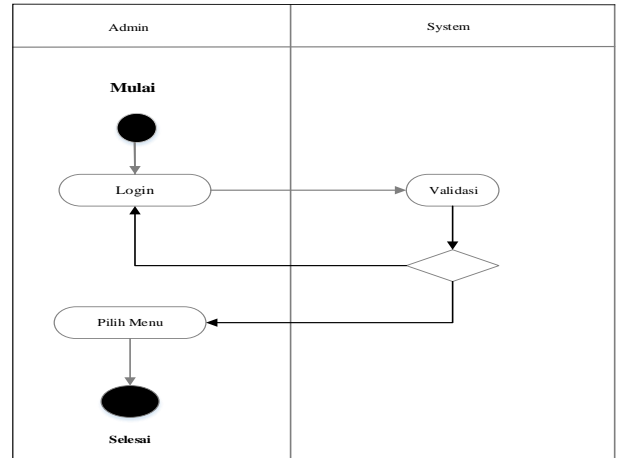 Admin
System
Mulai
Login
Validasi
Pilih Menu
Selesai